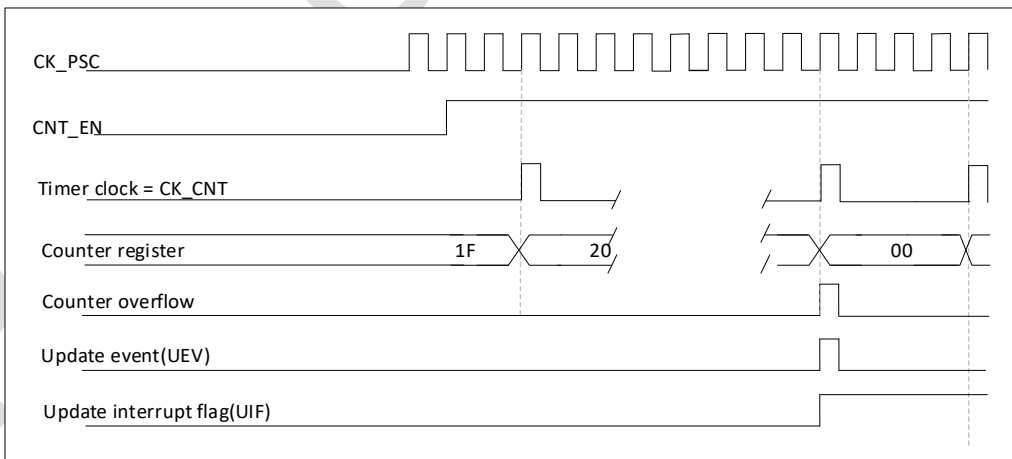 CK_PSC
CNT_EN
Timer clock = CK_CNT
Counter register 1F 20 00
Counter overflow
Update event(UEV)
Update interrupt flag(UIF)